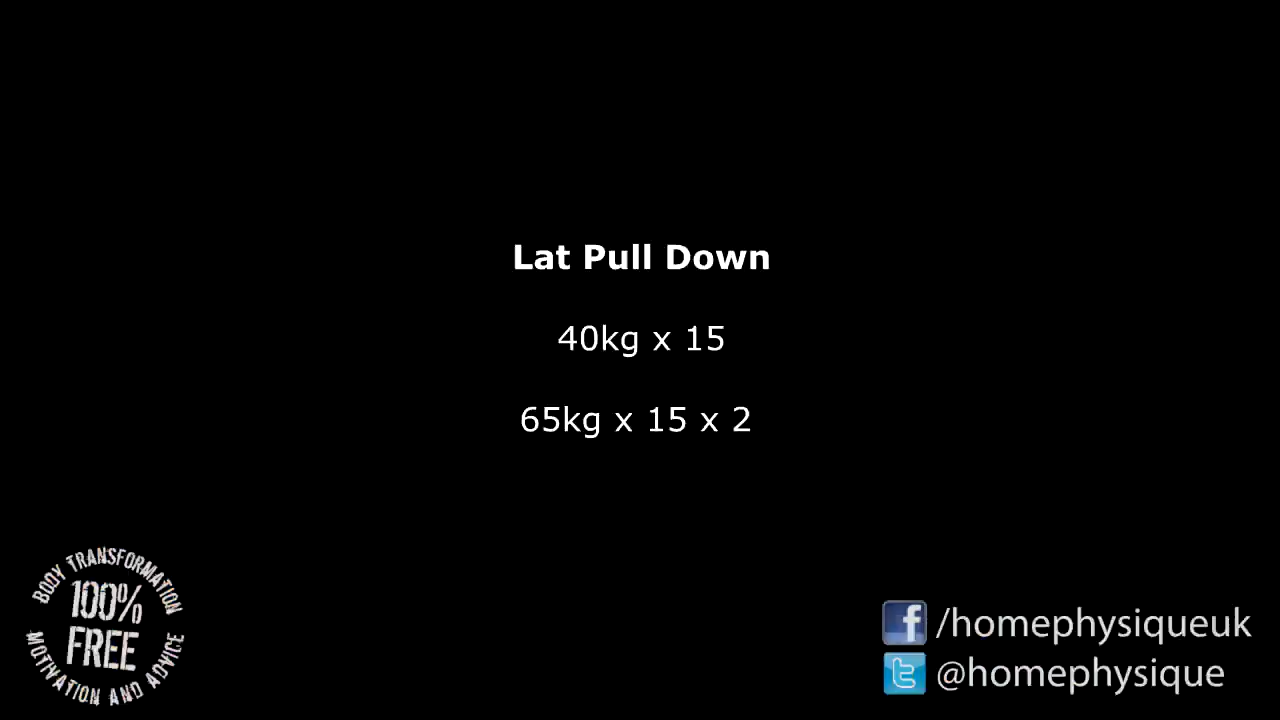 Lat Pull Down
40kg x 15
65kg x 15 x 2
BODY TRANSFORMATION
100%
FREE
MOTIVATION AND ADVICE
/homephysiqueuk
@homephysique